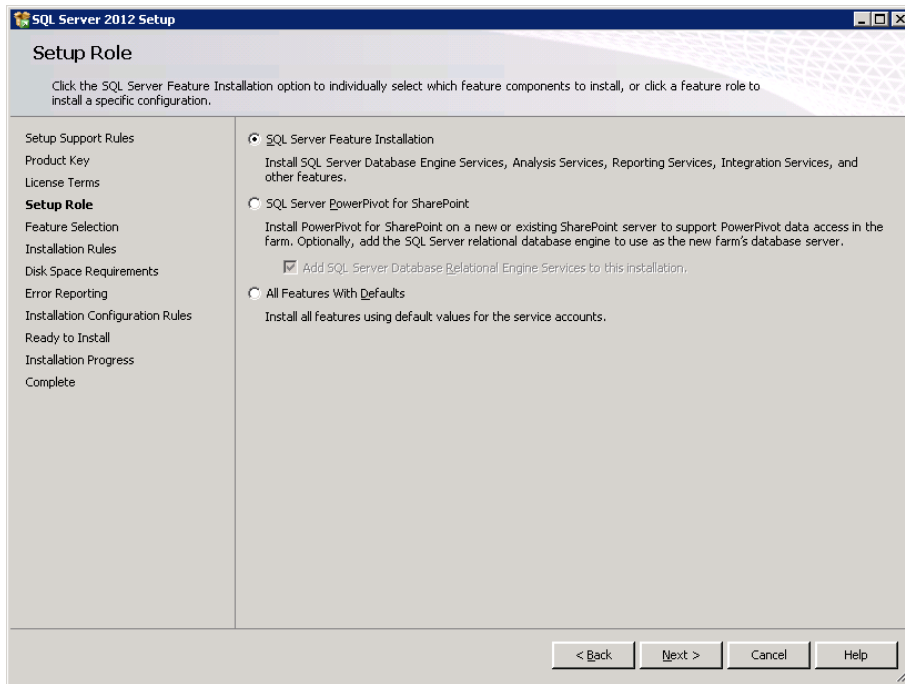 SQL Server 2012 Setup
Setup Role
Click the SQL Server Feature Installation option to individually select which feature components to install, or click a feature role to
install a specific configuration.
Setup Support Rules
Product Key
License Terms
Setup Role
Feature Selection
Installation Rules
Disk Space Requirements
Error Reporting
Installation Configuration Rules
Ready to Install
Installation Progress
Complete
SQL Server Feature Installation
Install SQL Server Database Engine Services, Analysis Services, Reporting Services, Integration Services, and
other features.
SQL Server PowerPivot for SharePoint
Install PowerPivot for SharePoint on a new or existing SharePoint server to support PowerPivot data access in the
farm. Optionally, add the SQL Server relational database engine to use as the new farm's database server.
Add SQL Server Database Relational Engine Services to this installation.
All Features With Defaults
Install all features using default values for the service accounts.
< Back
Next >
Cancel
Help